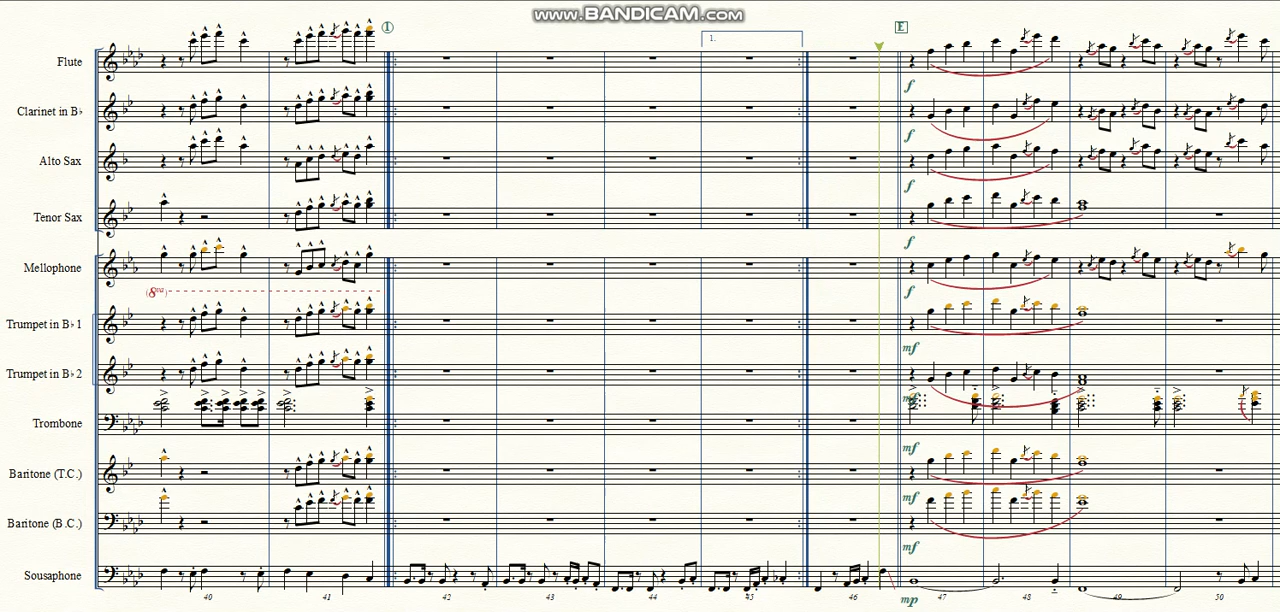 www.BANDICAM.com
I
E
1.
Flute
f
Clarinet in B♭
f
Alto Sax
f
Tenor Sax
f
Mellophone
f
(8va)
Trumpet in B♭ 1
mf
Trumpet in B♭ 2
mf
Trombone
mf
Baritone (T.C.)
mf
Baritone (B.C.)
mf
Sousaphone
mp
40 41 42 43 44 45 46 47 48 49 50